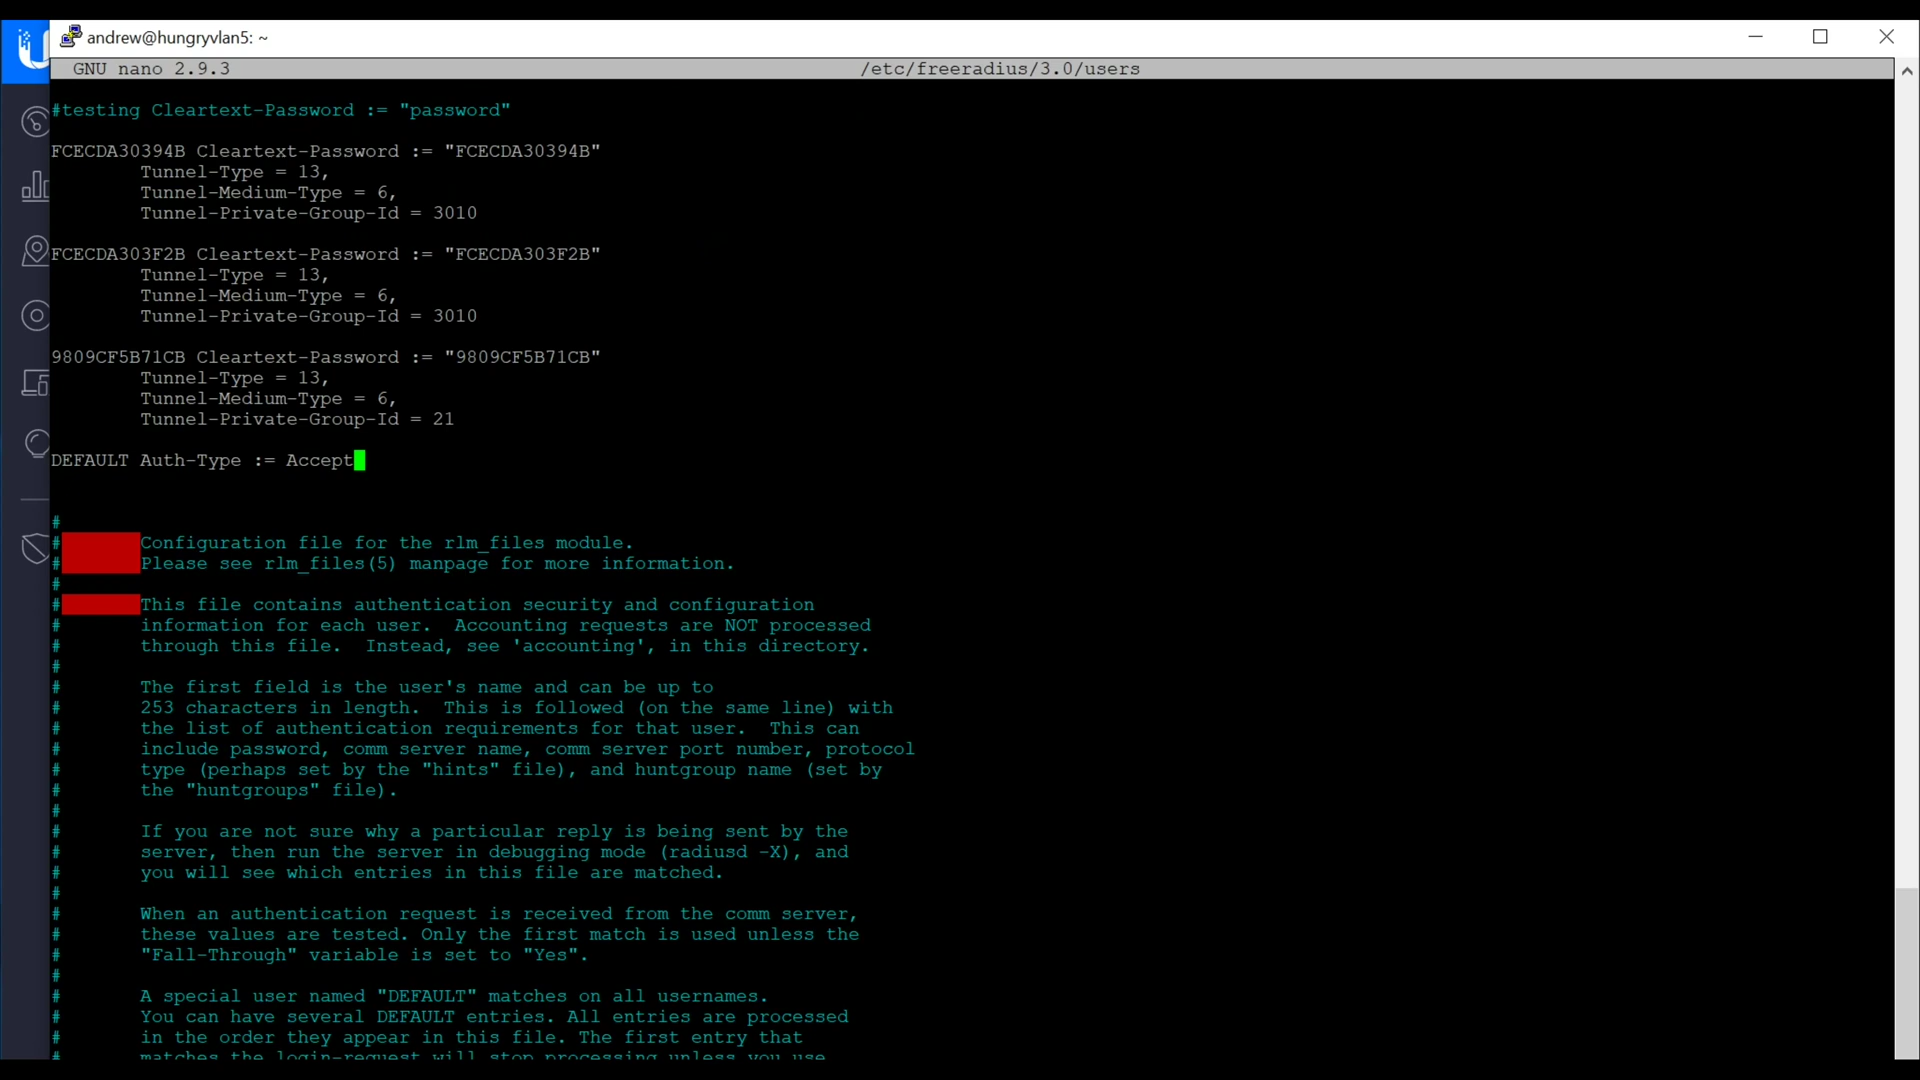 andrew@hungryvlan5: ~
GNU nano 2.9.3 /etc/freeradius/3.0/users
#testing Cleartext-Password := "password"
FCECDA30394B Cleartext-Password := "FCECDA30394B"
Tunnel-Type = 13,
Tunnel-Medium-Type = 6,
Tunnel-Private-Group-Id = 3010
FCECDA303F2B Cleartext-Password := "FCECDA303F2B"
Tunnel-Type = 13,
Tunnel-Medium-Type = 6,
Tunnel-Private-Group-Id = 3010
9809CF5B71CB Cleartext-Password := "9809CF5B71CB"
Tunnel-Type = 13,
Tunnel-Medium-Type = 6,
Tunnel-Private-Group-Id = 21
DEFAULT Auth-Type := Accept
#
# Configuration file for the rlm_files module.
# Please see rlm_files(5) manpage for more information.
#
# This file contains authentication security and configuration
# information for each user.  Accounting requests are NOT processed
# through this file.  Instead, see 'accounting', in this directory.
#
# The first field is the user's name and can be up to
# 253 characters in length.  This is followed (on the same line) with
# the list of authentication requirements for that user.  This can
# include password, comm server name, comm server port number, protocol
# type (perhaps set by the "hints" file), and huntgroup name (set by
# the "huntgroups" file).
#
# If you are not sure why a particular reply is being sent by the
# server, then run the server in debugging mode (radiusd -X), and
# you will see which entries in this file are matched.
#
# When an authentication request is received from the comm server,
# these values are tested. Only the first match is used unless the
# "Fall-Through" variable is set to "Yes".
#
# A special user named "DEFAULT" matches on all usernames.
# You can have several DEFAULT entries. All entries are processed
# in the order they appear in this file. The first entry that
# matches the login-request will stop processing unless you use